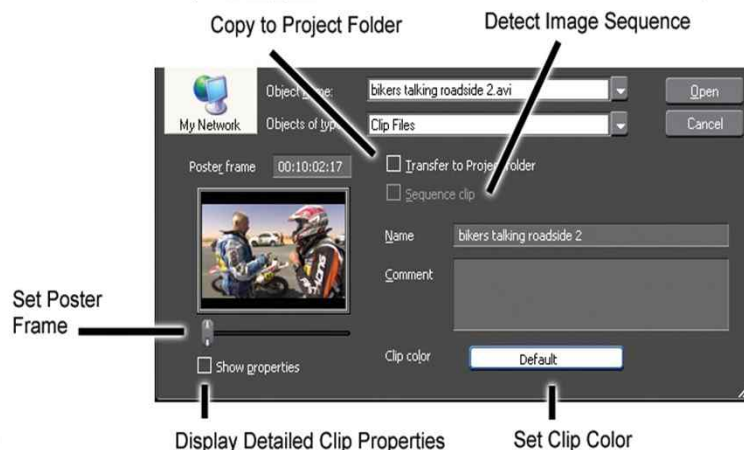 Copy to Project Folder
Detect Image Sequence
Object name:
bikers talking roadside 2.avi
Open
My Network
Objects of type
Clip Files
Cancel
Poster frame
00:10:02:17
Transfer to Project folder
Sequence clip
Name
bikers talking roadside 2
Comment
Set Poster
Frame
Clip color
Default
Show properties
Display Detailed Clip Properties
Set Clip Color